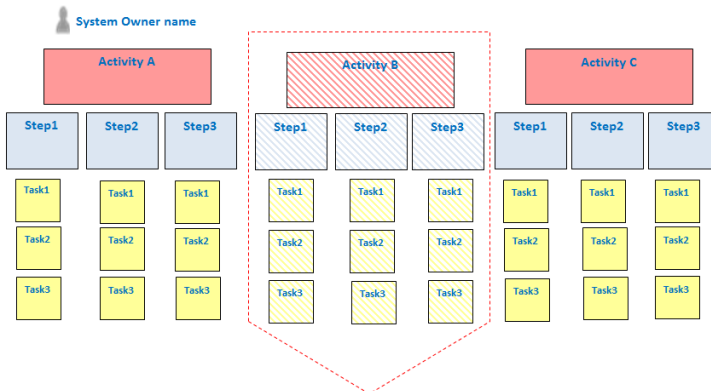 System Owner name
Activity A
Activity B
Activity C
Step1 Step2 Step3 Step1 Step2 Step3 Step1 Step2 Step3
Task1 Task1 Task1 Task1 Task1 Task1 Task1 Task1 Task1
Task2 Task2 Task2 Task2 Task2 Task2 Task2 Task2 Task2
Task3 Task3 Task3 Task3 Task3 Task3 Task3 Task3 Task3